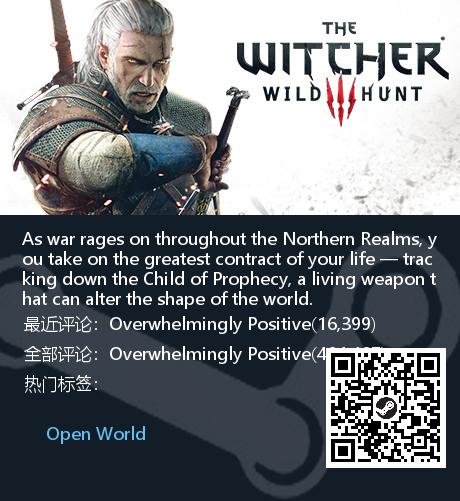 THE
WITCHER
WILD HUNT
As war rages on throughout the Northern Realms, y
ou take on the greatest contract of your life — trac
king down the Child of Prophecy, a living weapon t
hat can alter the shape of the world.
最近评论：Overwhelmingly Positive(16,399)
全部评论：Overwhelmingly Positive
热门标签：
Open World